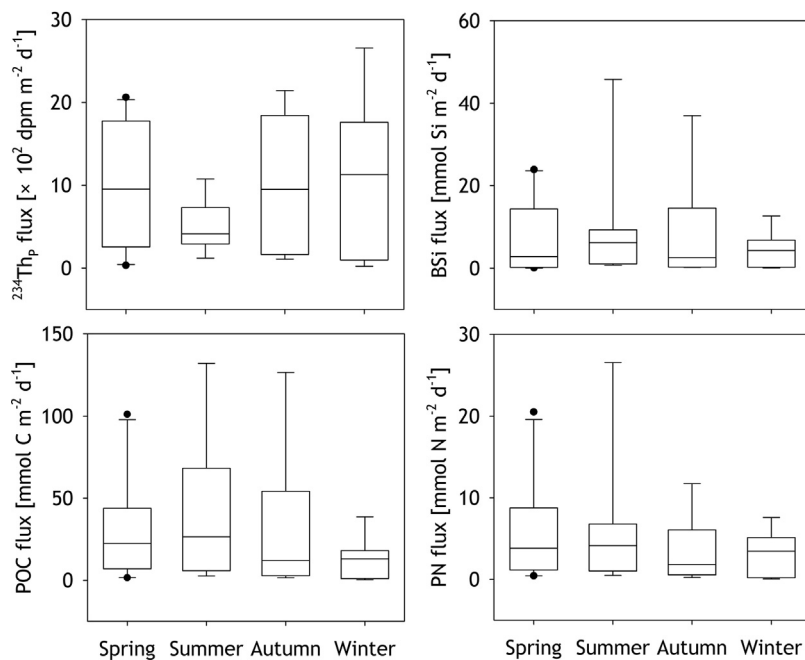 30
20
10
0
²³⁴Thₚ flux [× 10² dpm m⁻² d⁻¹]
60
40
20
0
BSi flux [mmol Si m⁻² d⁻¹]
150
100
50
0
POC flux [mmol C m⁻² d⁻¹]
Spring Summer Autumn Winter
30
20
10
0
PN flux [mmol N m⁻² d⁻¹]
Spring Summer Autumn Winter